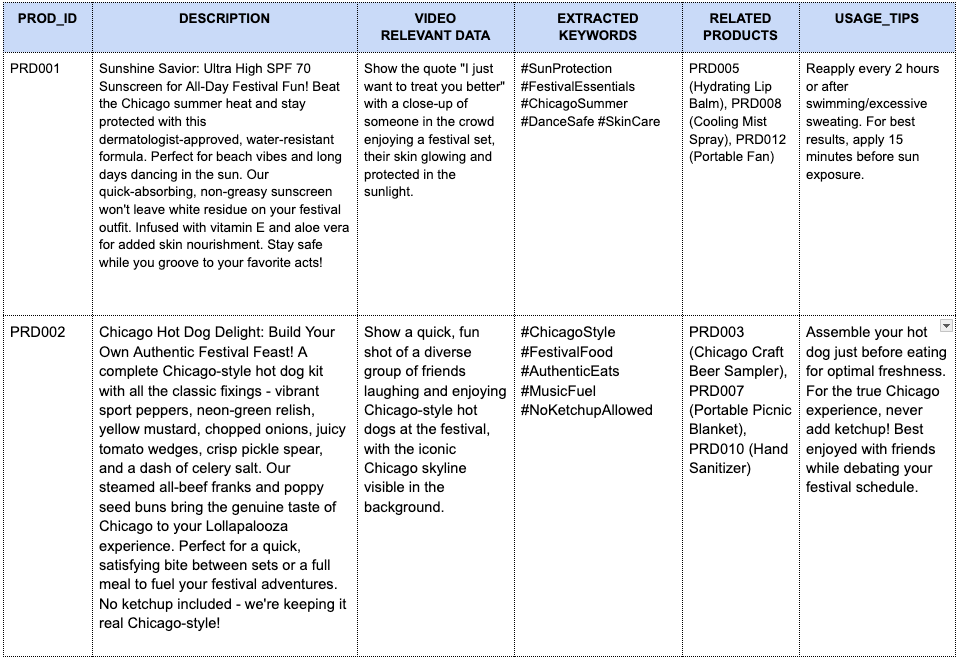 PROD_ID
DESCRIPTION
VIDEO
RELEVANT DATA
EXTRACTED
KEYWORDS
RELATED
PRODUCTS
USAGE_TIPS
PRD001
Sunshine Savior: Ultra High SPF 70
Sunscreen for All-Day Festival Fun! Beat
the Chicago summer heat and stay
protected with this
dermatologist-approved, water-resistant
formula. Perfect for beach vibes and long
days dancing in the sun. Our
quick-absorbing, non-greasy sunscreen
won't leave white residue on your festival
outfit. Infused with vitamin E and aloe vera
for added skin nourishment. Stay safe
while you groove to your favorite acts!
Show the quote "I just
want to treat you better"
with a close-up of
someone in the crowd
enjoying a festival set,
their skin glowing and
protected in the
sunlight.
#SunProtection
#FestivalEssentials
#ChicagoSummer
#DanceSafe #SkinCare
PRD005
(Hydrating Lip
Balm), PRD008
(Cooling Mist
Spray), PRD012
(Portable Fan)
Reapply every 2 hours
or after
swimming/excessive
sweating. For best
results, apply 15
minutes before sun
exposure.
PRD002
Chicago Hot Dog Delight: Build Your
Own Authentic Festival Feast! A
complete Chicago-style hot dog kit
with all the classic fixings - vibrant
sport peppers, neon-green relish,
yellow mustard, chopped onions, juicy
tomato wedges, crisp pickle spear,
and a dash of celery salt. Our
steamed all-beef franks and poppy
seed buns bring the genuine taste of
Chicago to your Lollapalooza
experience. Perfect for a quick,
satisfying bite between sets or a full
meal to fuel your festival adventures.
No ketchup included - we're keeping it
real Chicago-style!
Show a quick, fun
shot of a diverse
group of friends
laughing and enjoying
Chicago-style hot
dogs at the festival,
with the iconic
Chicago skyline
visible in the
background.
#ChicagoStyle
#FestivalFood
#AuthenticEats
#MusicFuel
#NoKetchupAllowed
PRD003
(Chicago Craft
Beer Sampler),
PRD007
(Portable Picnic
Blanket),
PRD010 (Hand
Sanitizer)
Assemble your hot
dog just before eating
for optimal freshness.
For the true Chicago
experience, never
add ketchup! Best
enjoyed with friends
while debating your
festival schedule.